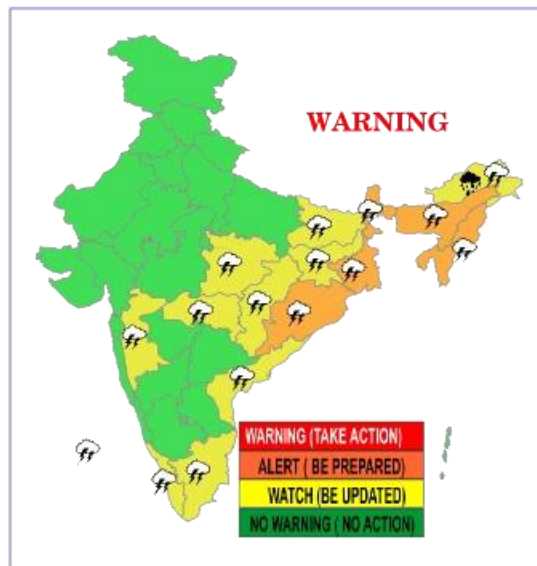 WARNING
WARNING (TAKE ACTION)
ALERT ( BE PREPARED)
WATCH (BE UPDATED)
NO WARNING ( NO ACTION)